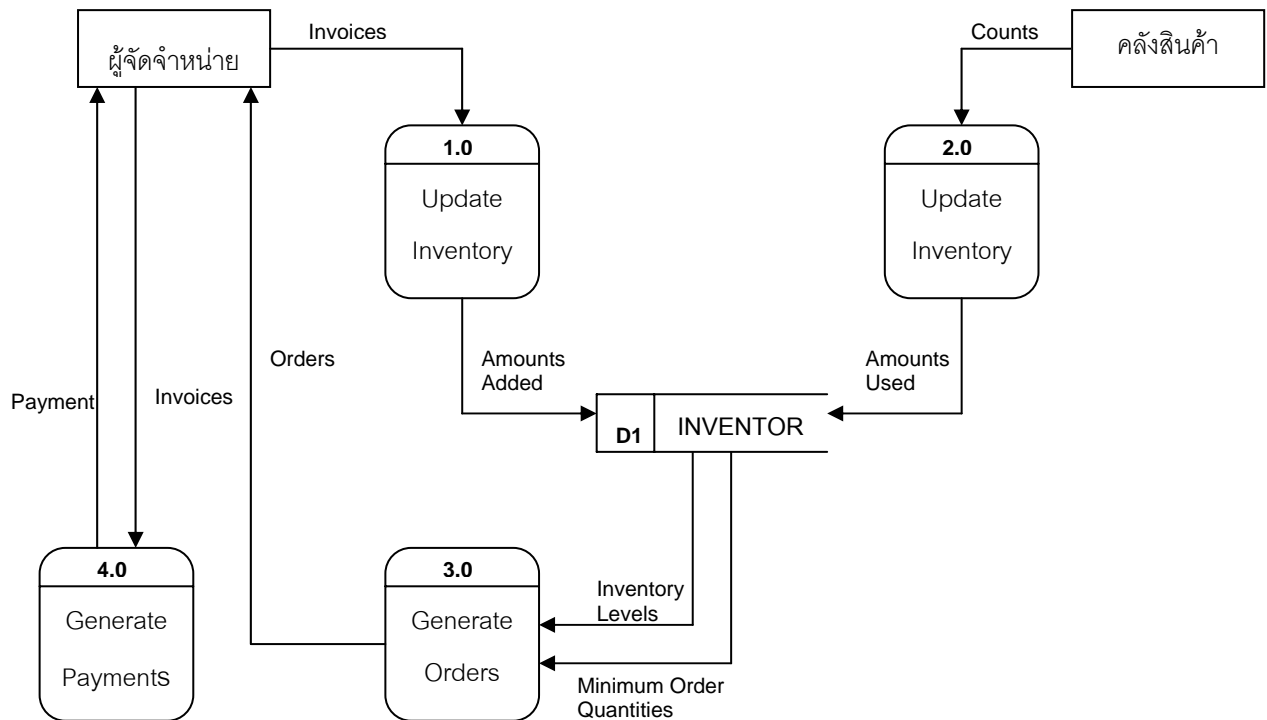 ผู้จัดจำหน่าย
Invoices
Counts
คลังสินค้า
1.0
Update
Inventory
2.0
Update
Inventory
Payment
Invoices
Orders
Amounts
Added
Amounts
Used
D1
INVENTOR
4.0
Generate
Payments
3.0
Generate
Orders
Inventory
Levels
Minimum Order
Quantities